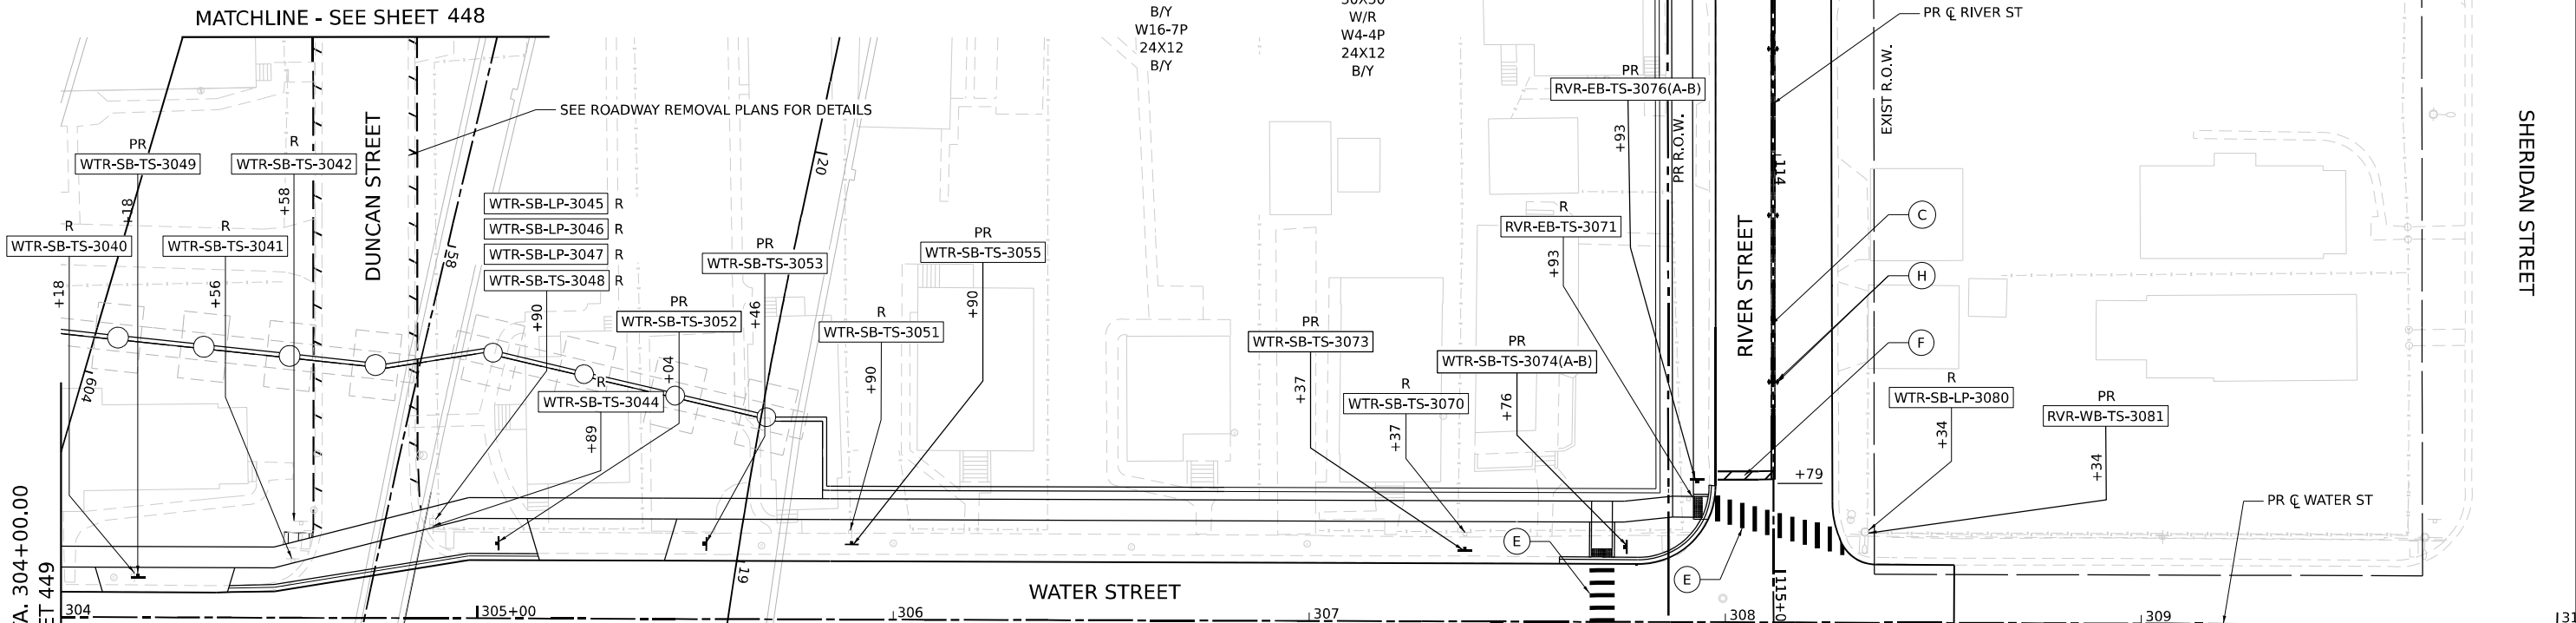 MATCHLINE - SEE SHEET 448
B/Y
W16-7P
24X12
B/Y
30X30
W/R
W4-4P
24X12
B/Y
PR ℄ RIVER ST
EXIST R.O.W.
PR R.O.W.
SHERIDAN STREET
SEE ROADWAY REMOVAL PLANS FOR DETAILS
DUNCAN STREET
PR
WTR-SB-TS-3049
+18
R
WTR-SB-TS-3042
+58
R
WTR-SB-TS-3040
+18
R
WTR-SB-TS-3041
+56
WTR-SB-LP-3045 R
WTR-SB-LP-3046 R
WTR-SB-LP-3047 R
WTR-SB-TS-3048 R
+90
58
20
604
19
PR
WTR-SB-TS-3052
+04
PR
WTR-SB-TS-3053
+46
R
WTR-SB-TS-3044
+89
R
WTR-SB-TS-3051
+90
PR
WTR-SB-TS-3055
+90
PR
WTR-SB-TS-3073
+37
R
WTR-SB-TS-3070
+37
PR
WTR-SB-TS-3074(A-B)
+76
R
RVR-EB-TS-3071
+93
PR
RVR-EB-TS-3076(A-B)
+93
RIVER STREET
114
C
H
F
+79
R
WTR-SB-LP-3080
+34
PR
RVR-WB-TS-3081
+34
PR ℄ WATER ST
E
E
WATER STREET
115+0
TA. 304+00.00
ET 449
304
305+00
306
307
308
309
31